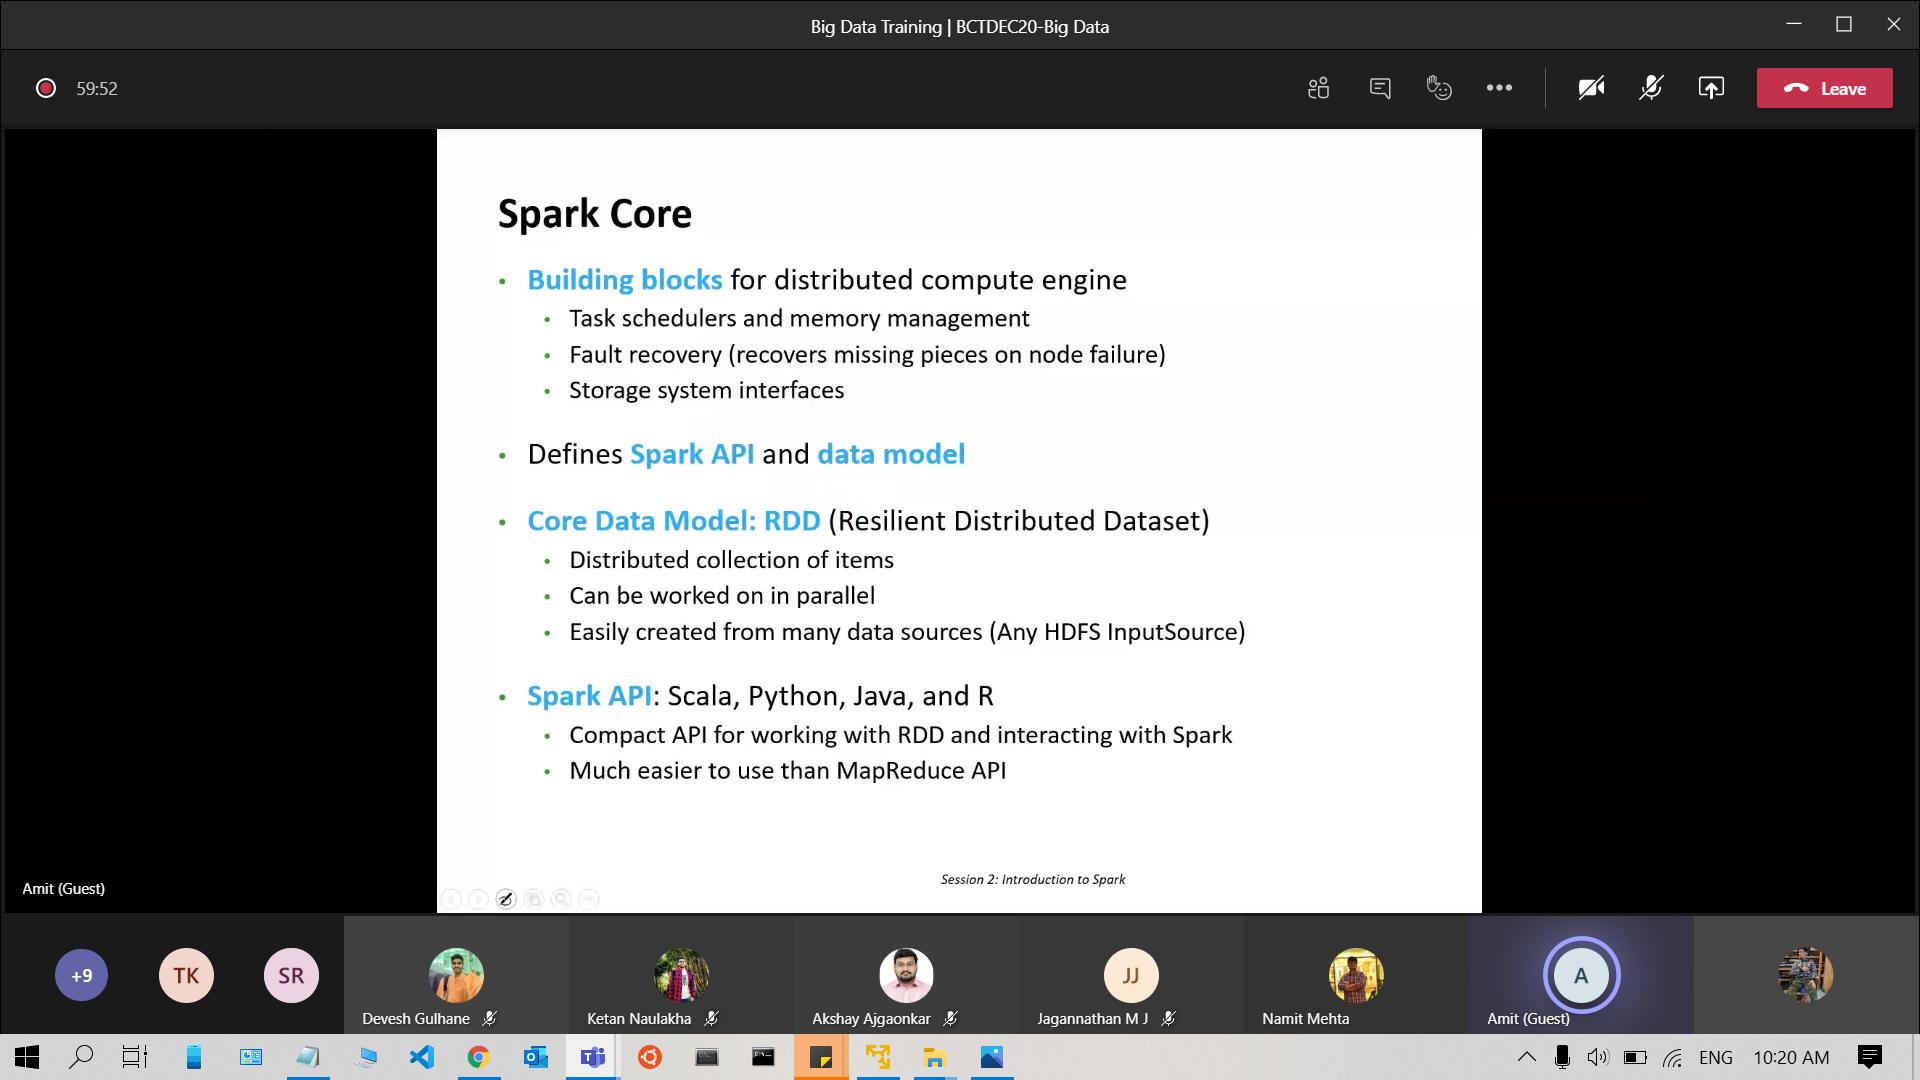 Big Data Training | BCTDEC20-Big Data
59:52
Leave
Spark Core
• Building blocks for distributed compute engine
• Task schedulers and memory management
• Fault recovery (recovers missing pieces on node failure)
• Storage system interfaces
• Defines Spark API and data model
• Core Data Model: RDD (Resilient Distributed Dataset)
• Distributed collection of items
• Can be worked on in parallel
• Easily created from many data sources (Any HDFS InputSource)
• Spark API: Scala, Python, Java, and R
• Compact API for working with RDD and interacting with Spark
• Much easier to use than MapReduce API
Session 2: Introduction to Spark
Amit (Guest)
+9
TK
SR
JJ
A
Devesh Gulhane
Ketan Naulakha
Akshay Ajgaonkar
Jagannathan M J
Namit Mehta
Amit (Guest)
ENG
10:20 AM